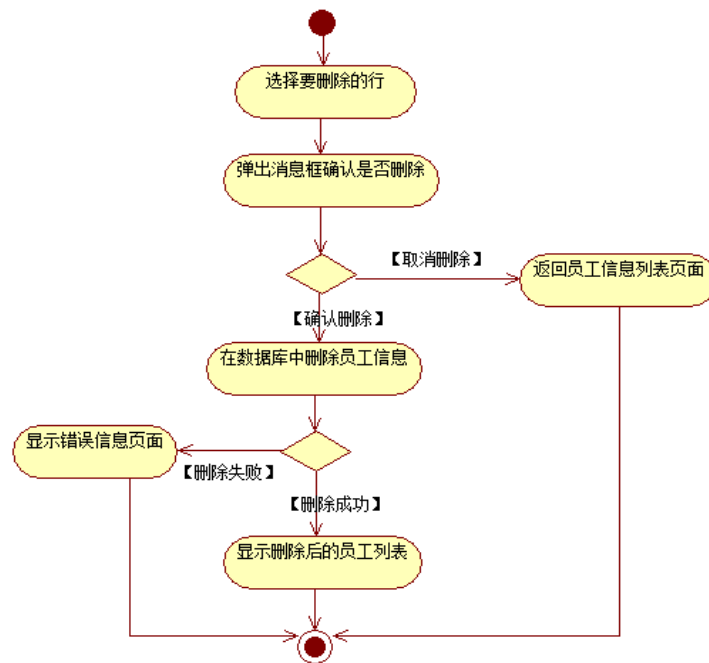 选择要删除的行
弹出消息框确认是否删除
【取消删除】
返回员工信息列表页面
【确认删除】
在数据库中删除员工信息
显示错误信息页面
【删除失败】
【删除成功】
显示删除后的员工列表